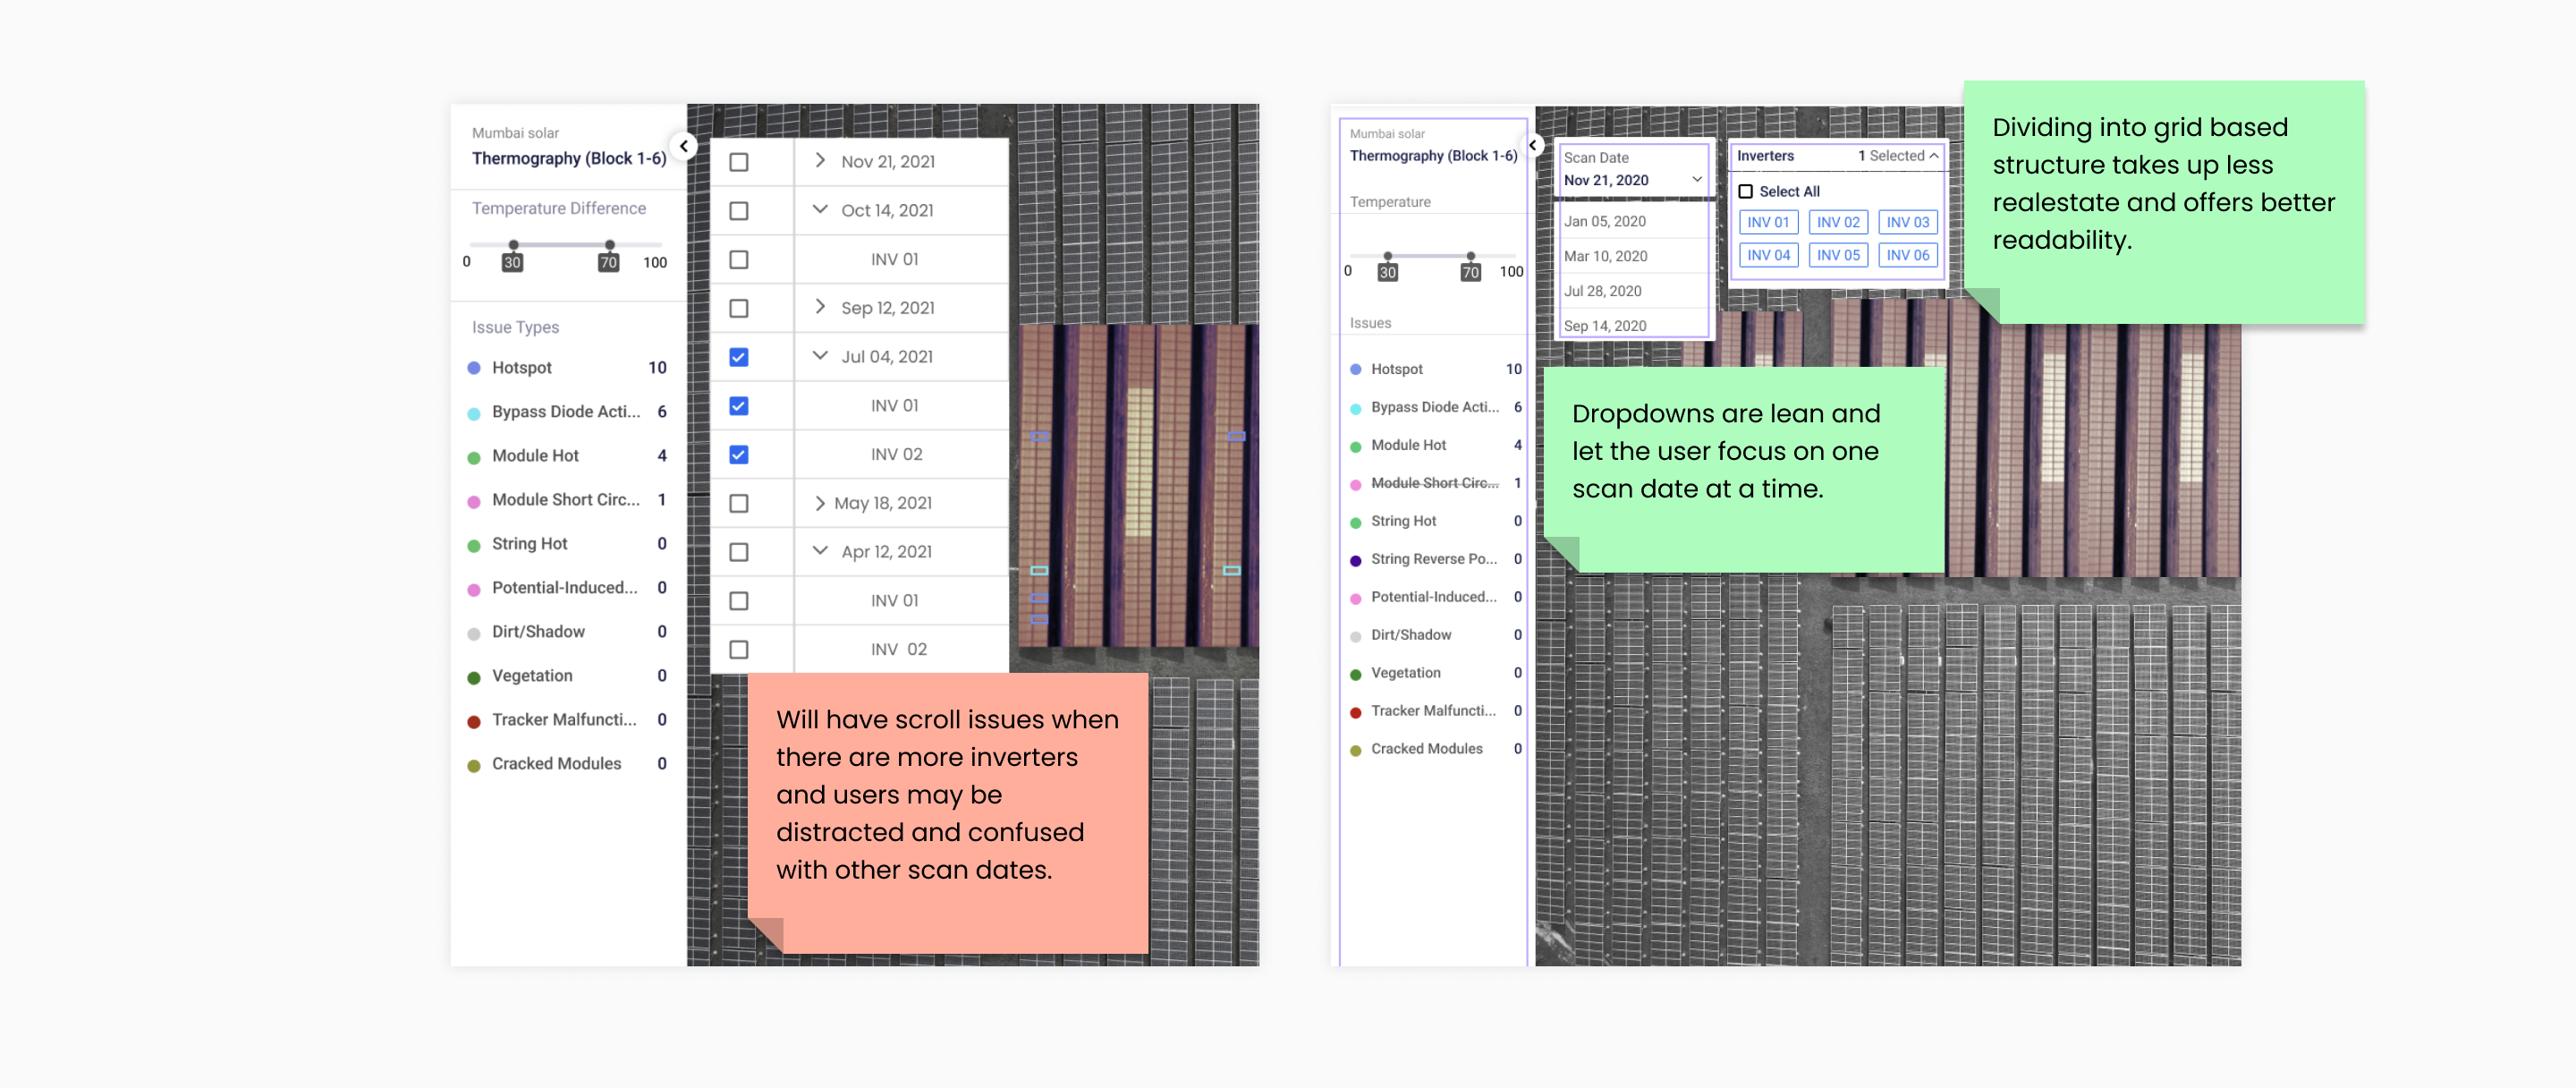 Mumbai solar
Thermography (Block 1-6)
Temperature Difference
0 30 70 100
Issue Types
Hotspot 10
Bypass Diode Acti... 6
Module Hot 4
Module Short Circ... 1
String Hot 0
Potential-Induced... 0
Dirt/Shadow 0
Vegetation 0
Tracker Malfuncti... 0
Cracked Modules 0
Nov 21, 2021
Oct 14, 2021
INV 01
Sep 12, 2021
Jul 04, 2021
INV 01
INV 02
May 18, 2021
Apr 12, 2021
INV 01
INV 02
Will have scroll issues when
there are more inverters
and users may be
distracted and confused
with other scan dates.
Mumbai solar
Thermography (Block 1-6)
Temperature
0 30 70 100
Issues
Hotspot 10
Bypass Diode Acti... 6
Module Hot 4
Module Short Circ... 1
String Hot 0
String Reverse Po... 0
Potential-Induced... 0
Dirt/Shadow 0
Vegetation 0
Tracker Malfuncti... 0
Cracked Modules 0
Scan Date
Nov 21, 2020
Jan 05, 2020
Mar 10, 2020
Jul 28, 2020
Sep 14, 2020
Inverters 1 Selected
Select All
INV 01 INV 02 INV 03
INV 04 INV 05 INV 06
Dividing into grid based
structure takes up less
realestate and offers better
readability.
Dropdowns are lean and
let the user focus on one
scan date at a time.